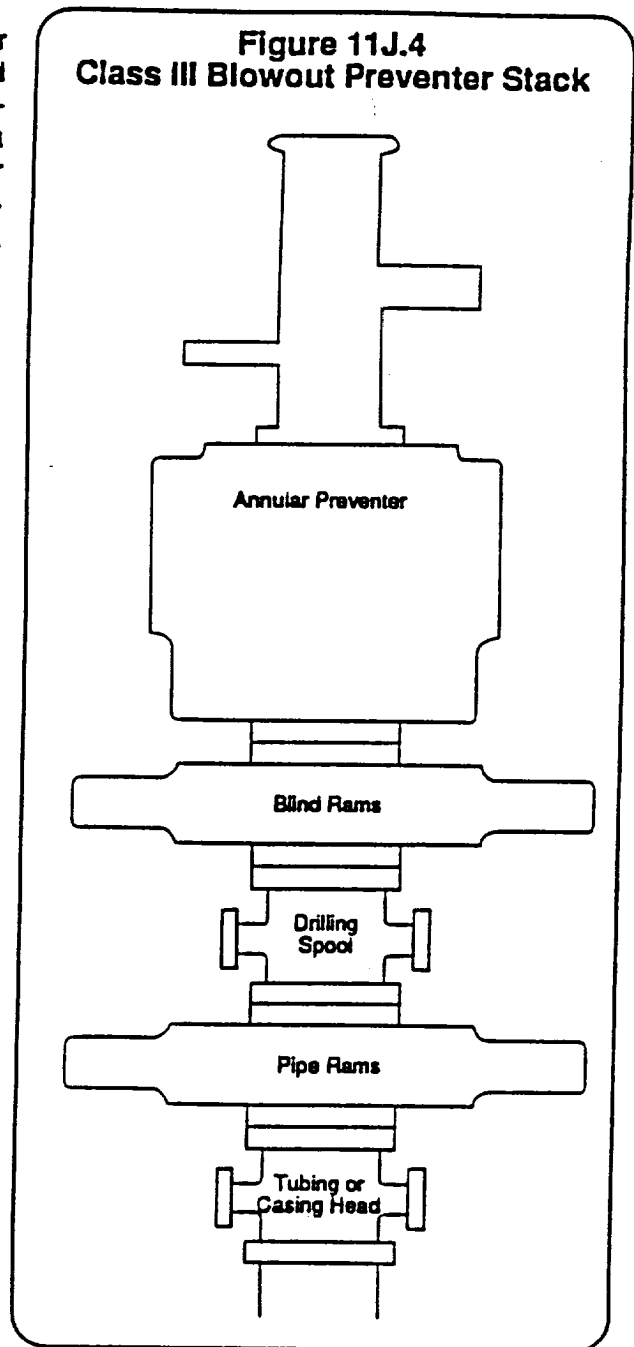 Figure 11J.4
Class III Blowout Preventer Stack
Annular Preventer
Blind Rams
Drilling
Spool
Pipe Rams
Tubing or
Casing Head